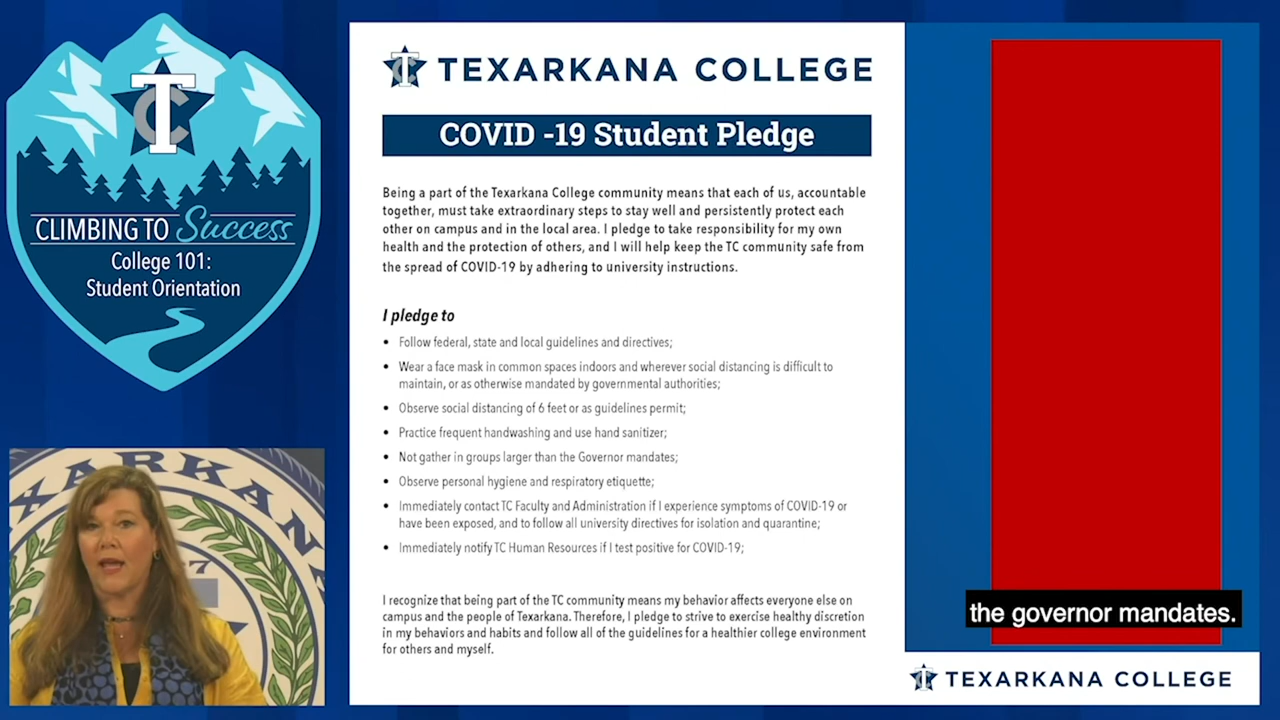 TC
CLIMBING TO Success
College 101:
Student Orientation
TC TEXARKANA COLLEGE
COVID -19 Student Pledge
Being a part of the Texarkana College community means that each of us, accountable
together, must take extraordinary steps to stay well and persistently protect each
other on campus and in the local area. I pledge to take responsibility for my own
health and the protection of others, and I will help keep the TC community safe from
the spread of COVID-19 by adhering to university instructions.
I pledge to
• Follow federal, state and local guidelines and directives;
• Wear a face mask in common spaces indoors and wherever social distancing is difficult to
maintain, or as otherwise mandated by governmental authorities;
• Observe social distancing of 6 feet or as guidelines permit;
• Practice frequent handwashing and use hand sanitizer;
• Not gather in groups larger than the Governor mandates;
• Observe personal hygiene and respiratory etiquette;
• Immediately contact TC Faculty and Administration if I experience symptoms of COVID-19 or
have been exposed, and to follow all university directives for isolation and quarantine;
• Immediately notify TC Human Resources if I test positive for COVID-19;
I recognize that being part of the TC community means my behavior affects everyone else on
campus and the people of Texarkana. Therefore, I pledge to strive to exercise healthy discretion
in my behaviors and habits and follow all of the guidelines for a healthier college environment
for others and myself.
the governor mandates.
TC TEXARKANA COLLEGE